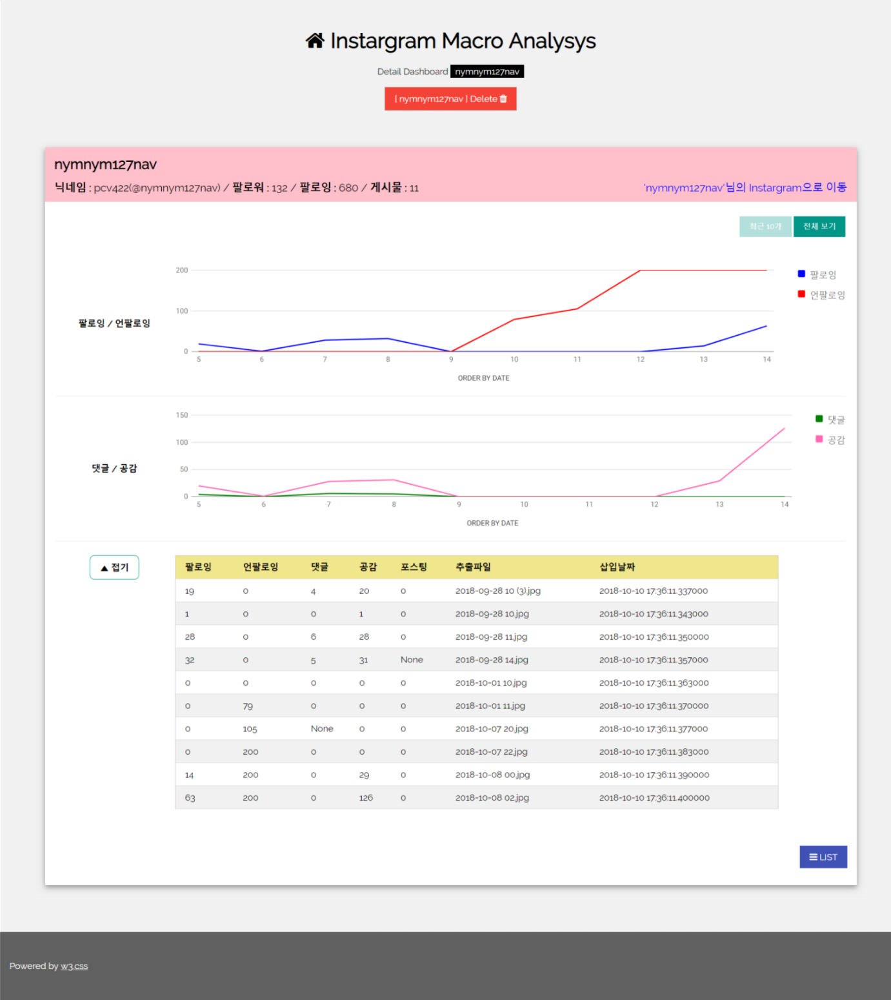 Instargram Macro Analysys
Detail Dashboard nymnym127nav
[ nymnym127nav ] Delete
nymnym127nav
닉네임 : pcv422(@nymnym127nav) / 팔로워 : 132 / 팔로잉 : 680 / 게시물 : 11
'nymnym127nav'님의 Instargram으로 이동
최근 10개 전체 보기
팔로잉 / 언팔로잉
200
100
0
5 6 7 8 9 10 11 12 13 14
ORDER BY DATE
팔로잉
언팔로잉
댓글 / 공감
150
100
50
0
5 6 7 8 9 10 11 12 13 14
ORDER BY DATE
댓글
공감
▲ 접기
팔로잉 언팔로잉 댓글 공감 포스팅 추출파일 삽입날짜
19 0 4 20 0 2018-09-28 10 (3).jpg 2018-10-10 17:36:11.337000
1 0 0 1 0 2018-09-28 10.jpg 2018-10-10 17:36:11.343000
28 0 6 28 0 2018-09-28 11.jpg 2018-10-10 17:36:11.350000
32 0 5 31 None 2018-09-28 14.jpg 2018-10-10 17:36:11.357000
0 0 0 0 0 2018-10-01 10.jpg 2018-10-10 17:36:11.363000
0 79 0 0 0 2018-10-01 11.jpg 2018-10-10 17:36:11.370000
0 105 None 0 0 2018-10-07 20.jpg 2018-10-10 17:36:11.377000
0 200 0 0 0 2018-10-07 22.jpg 2018-10-10 17:36:11.383000
14 200 0 29 0 2018-10-08 00.jpg 2018-10-10 17:36:11.390000
63 200 0 126 0 2018-10-08 02.jpg 2018-10-10 17:36:11.400000
LIST
Powered by w3.css